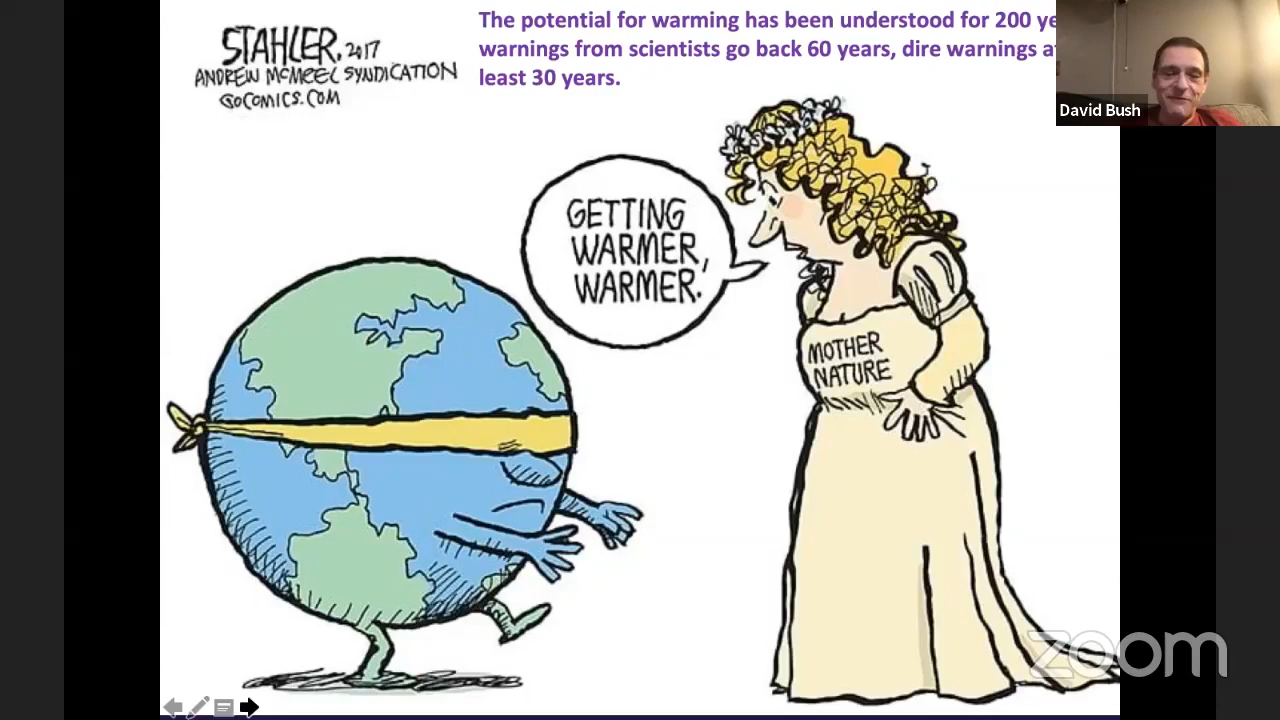 STAHLER, 2017
ANDREW McMEEL SYNDICATION
GOCOMICS.COM
The potential for warming has been understood for 200
warnings from scientists go back 60 years, dire warnings
least 30 years.
David Bush
GETTING
WARMER,
WARMER.
MOTHER
NATURE
zoom